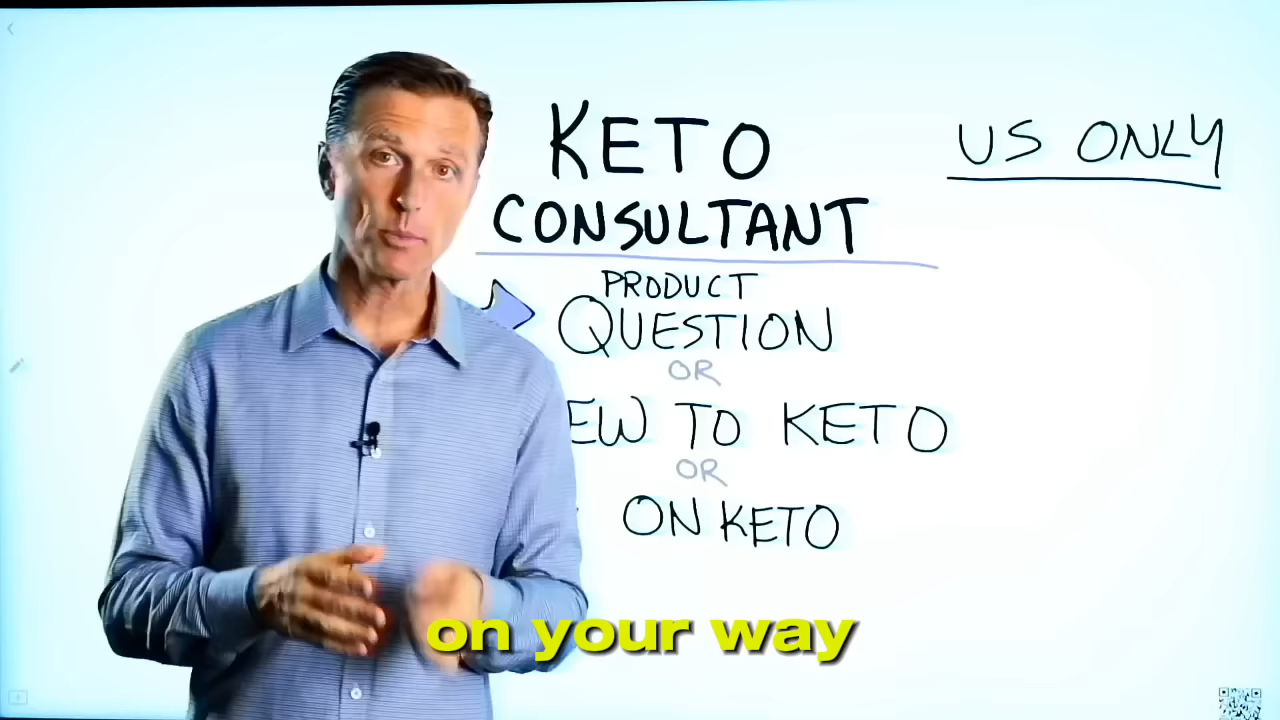 KETO
CONSULTANT
US ONLY
PRODUCT
QUESTION
OR
EW TO KETO
OR
ON KETO
on your way